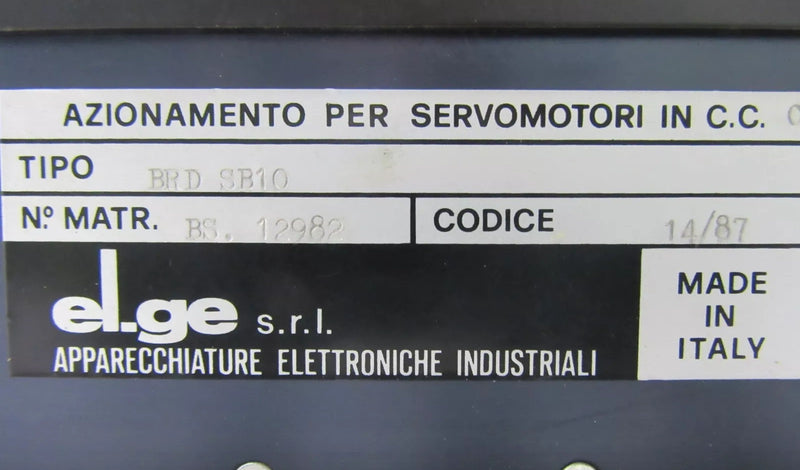 AZIONAMENTO PER SERVOMOTORI IN C.C.
TIPO BRD SB10
N.º MATR. BS. 12982 CODICE 14/87
el.ge s.r.l.
APPARECCHIATURE ELETTRONICHE INDUSTRIALI
MADE
IN
ITALY